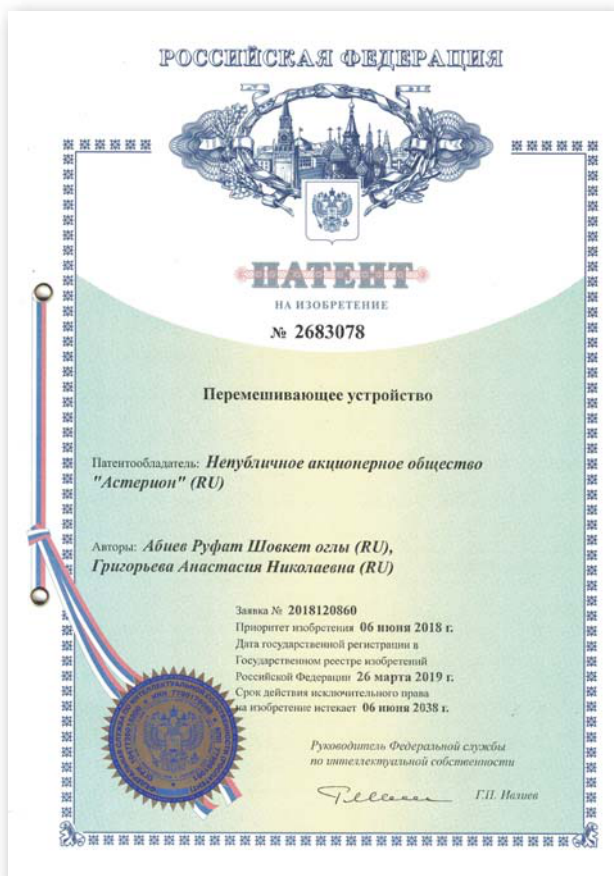 РОССИЙСКАЯ ФЕДЕРАЦИЯ
ПАТЕНТ
НА ИЗОБРЕТЕНИЕ
№ 2683078
Перемешивающее устройство
Патентообладатель: Непубличное акционерное общество
"Астерион" (RU)
Авторы: Абиев Руфат Шовкет оглы (RU),
Григорьева Анастасия Николаевна (RU)
Заявка № 2018120860
Приоритет изобретения 06 июня 2018 г.
Дата государственной регистрации в
Государственном реестре изобретений
Российской Федерации 26 марта 2019 г.
Срок действия исключительного права
на изобретение истекает 06 июня 2038 г.
Руководитель Федеральной службы
по интеллектуальной собственности
Г.П. Ивлиев